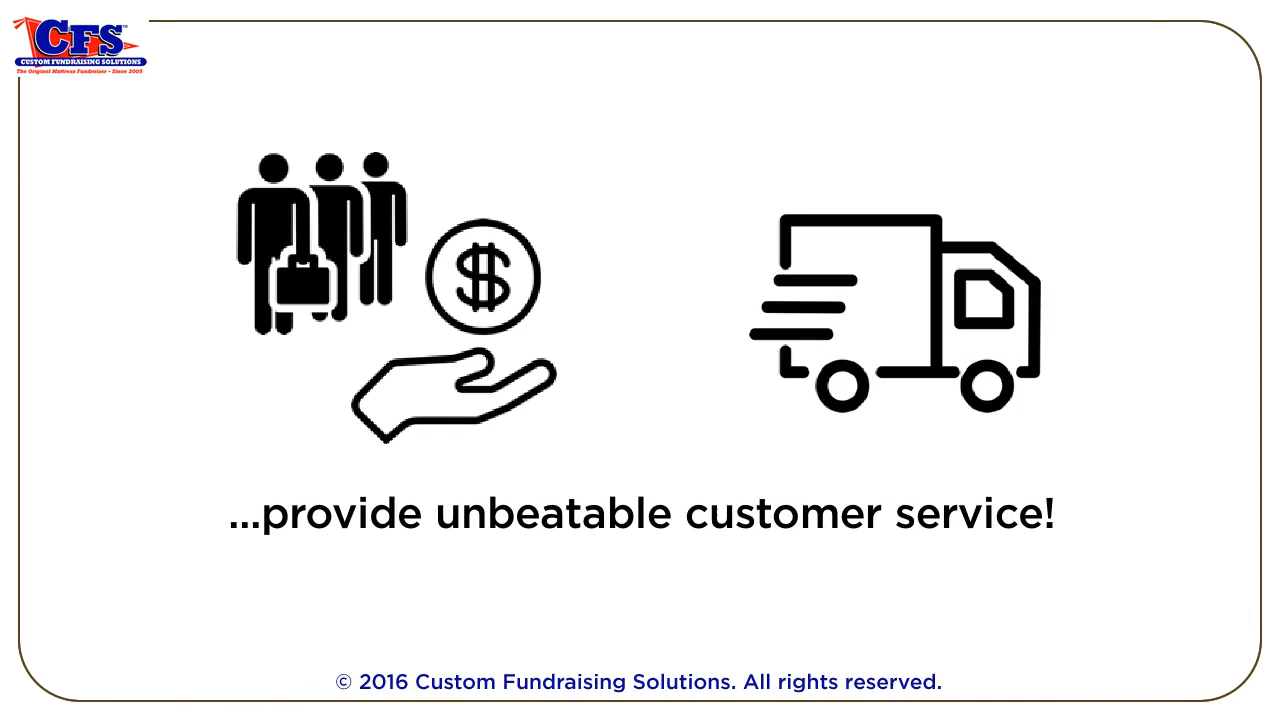 CFS™
CUSTOM FUNDRAISING SOLUTIONS
The Original Mattress Fundraiser - Since 2005
$
...provide unbeatable customer service!
© 2016 Custom Fundraising Solutions. All rights reserved.